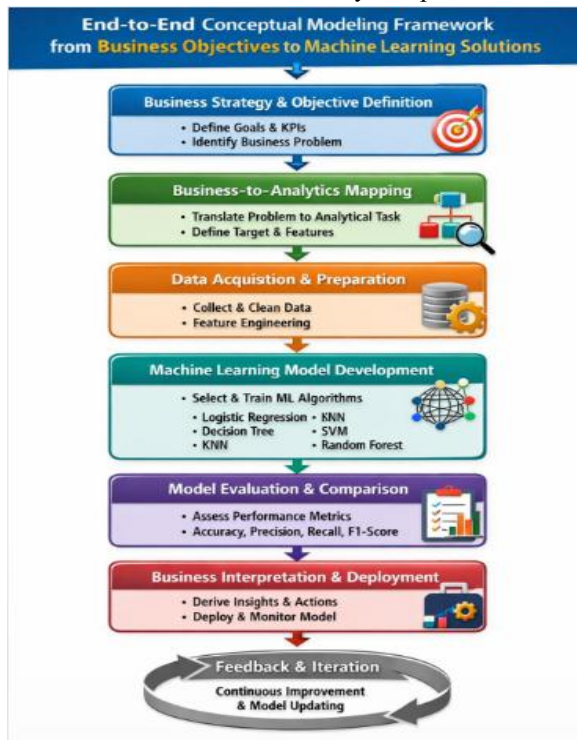 End-to-End Conceptual Modeling Framework
from Business Objectives to Machine Learning Solutions
Business Strategy & Objective Definition
• Define Goals & KPIs
• Identify Business Problem
Business-to-Analytics Mapping
• Translate Problem to Analytical Task
• Define Target & Features
Data Acquistion & Preparation
• Collect & Clean Data
• Feature Engineering
Machine Learning Model Development
• Select & Train ML Algorithms
• Logistic Regression • KNN
• Decision Tree • SVM
• KNN • Random Forest
Model Evaluation & Comparison
• Assess Performance Metrics
• Accuracy, Precision, Recall, F1-Score
Business Interpretation & Deployment
• Derive Insights & Actions
• Deploy & Monitor Model
Feedback & Iteration
Continuous Improvement
& Model Updating